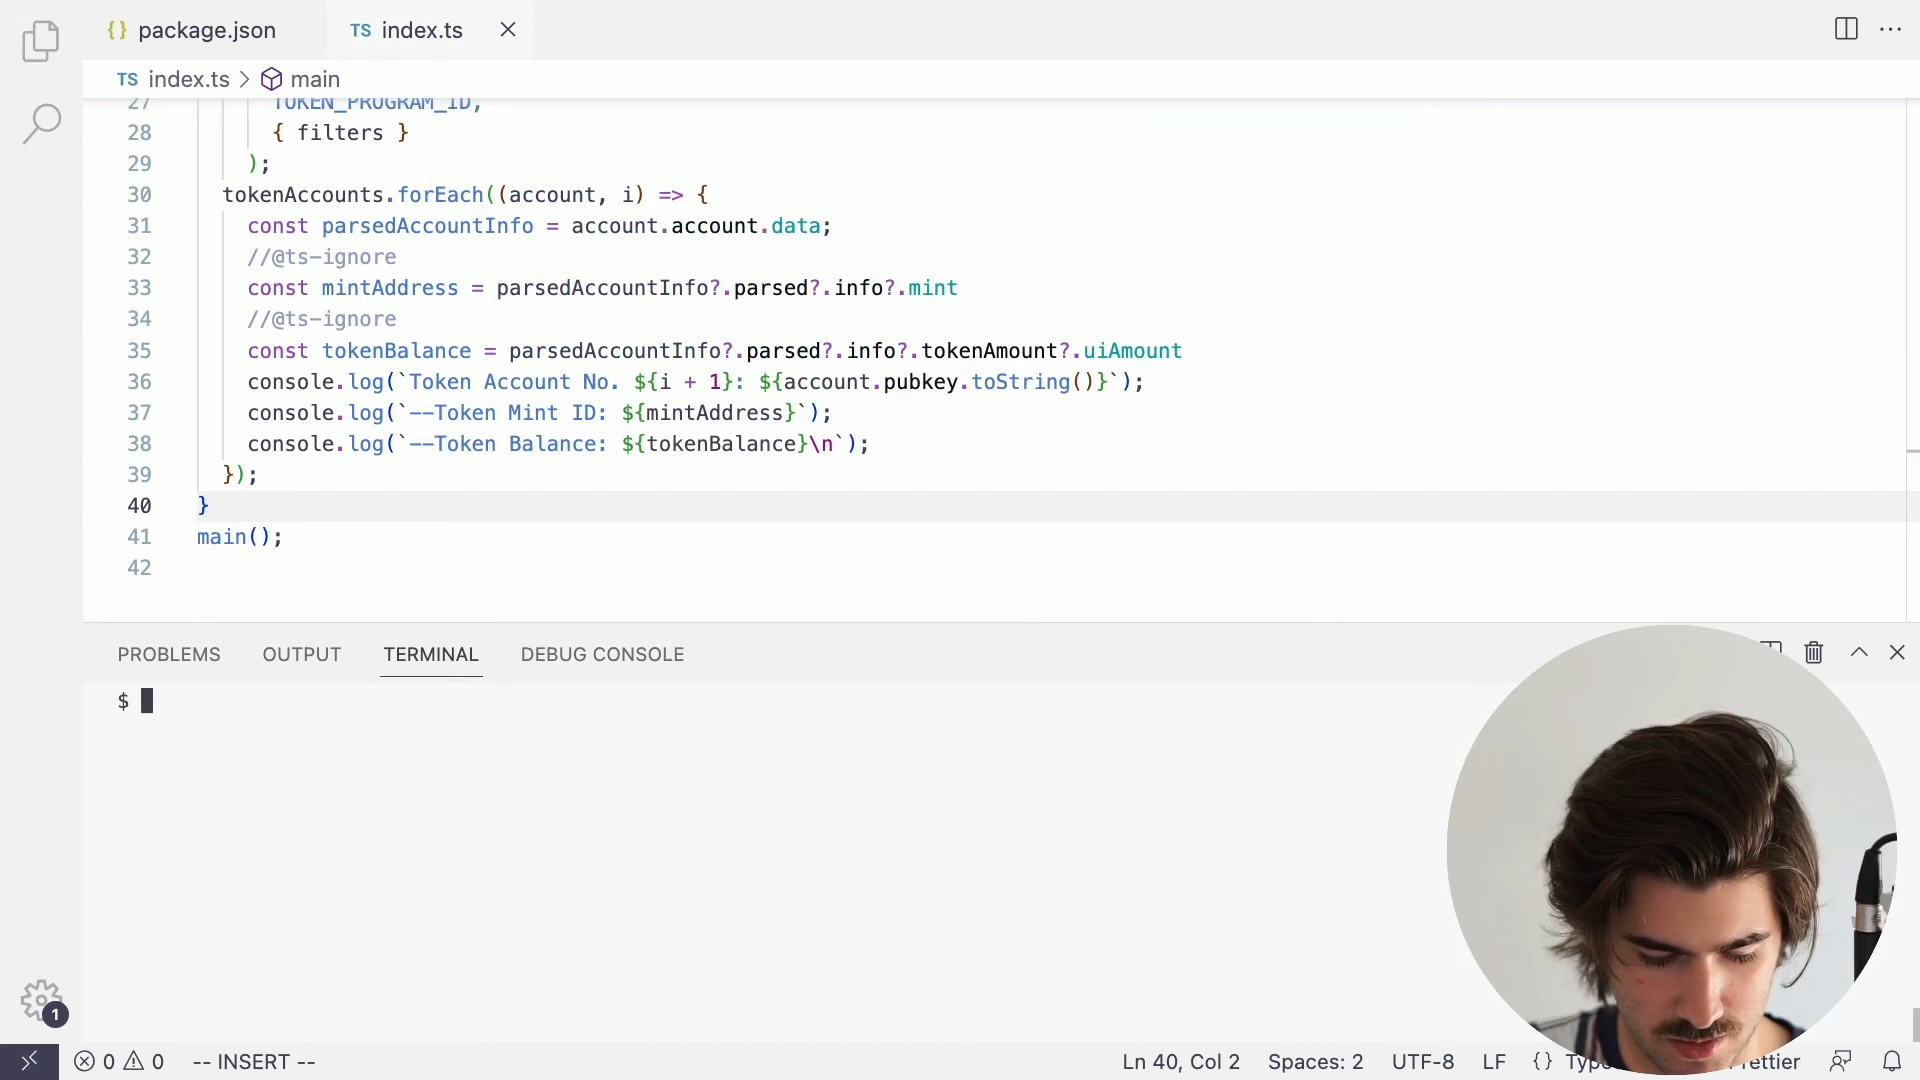 package.json
TS index.ts
TS index.ts > main
27 TOKEN_PROGRAM_ID,
28 { filters }
29 );
30 tokenAccounts.forEach((account, i) => {
31 const parsedAccountInfo = account.account.data;
32 //@ts-ignore
33 const mintAddress = parsedAccountInfo?.parsed?.info?.mint
34 //@ts-ignore
35 const tokenBalance = parsedAccountInfo?.parsed?.info?.tokenAmount?.uiAmount
36 console.log(`Token Account No. ${i + 1}: ${account.pubkey.toString()}`);
37 console.log(`--Token Mint ID: ${mintAddress}`);
38 console.log(`--Token Balance: ${tokenBalance}\n`);
39 });
40 }
41 main();
42
PROBLEMS OUTPUT TERMINAL DEBUG CONSOLE
$
1
0 0 -- INSERT -- Ln 40, Col 2 Spaces: 2 UTF-8 LF {}